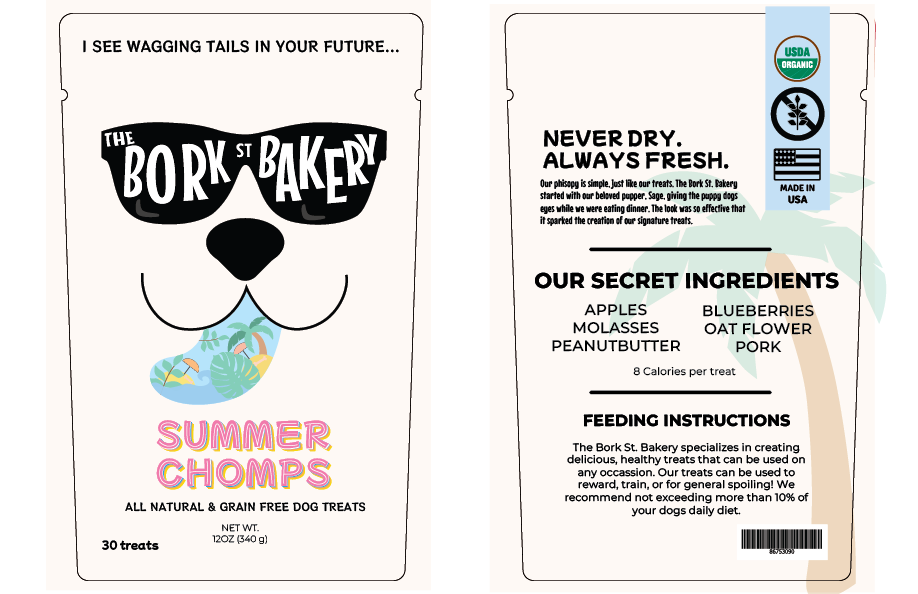 I SEE WAGGING TAILS IN YOUR FUTURE...
THE
BORK ST BAKERY
SUMMER
CHOMPS
ALL NATURAL & GRAIN FREE DOG TREATS
NET WT.
12OZ (340 g)
30 treats
USDA
ORGANIC
MADE IN
USA
NEVER DRY.
ALWAYS FRESH.
Our phisopy is simple, just like our treats. The Bork St. Bakery
started with our beloved pupper, Sage, giving the puppy dogs
eyes while we were eating dinner. The look was so effective that
it sparked the creation of our signature treats.
OUR SECRET INGREDIENTS
APPLES
MOLASSES
PEANUTBUTTER
BLUEBERRIES
OAT FLOWER
PORK
8 Calories per treat
FEEDING INSTRUCTIONS
The Bork St. Bakery specializes in creating
delicious, healthy treats that can be used on
any occassion. Our treats can be used to
reward, train, or for general spoiling! We
recommend not exceeding more than 10% of
your dogs daily diet.
86753090